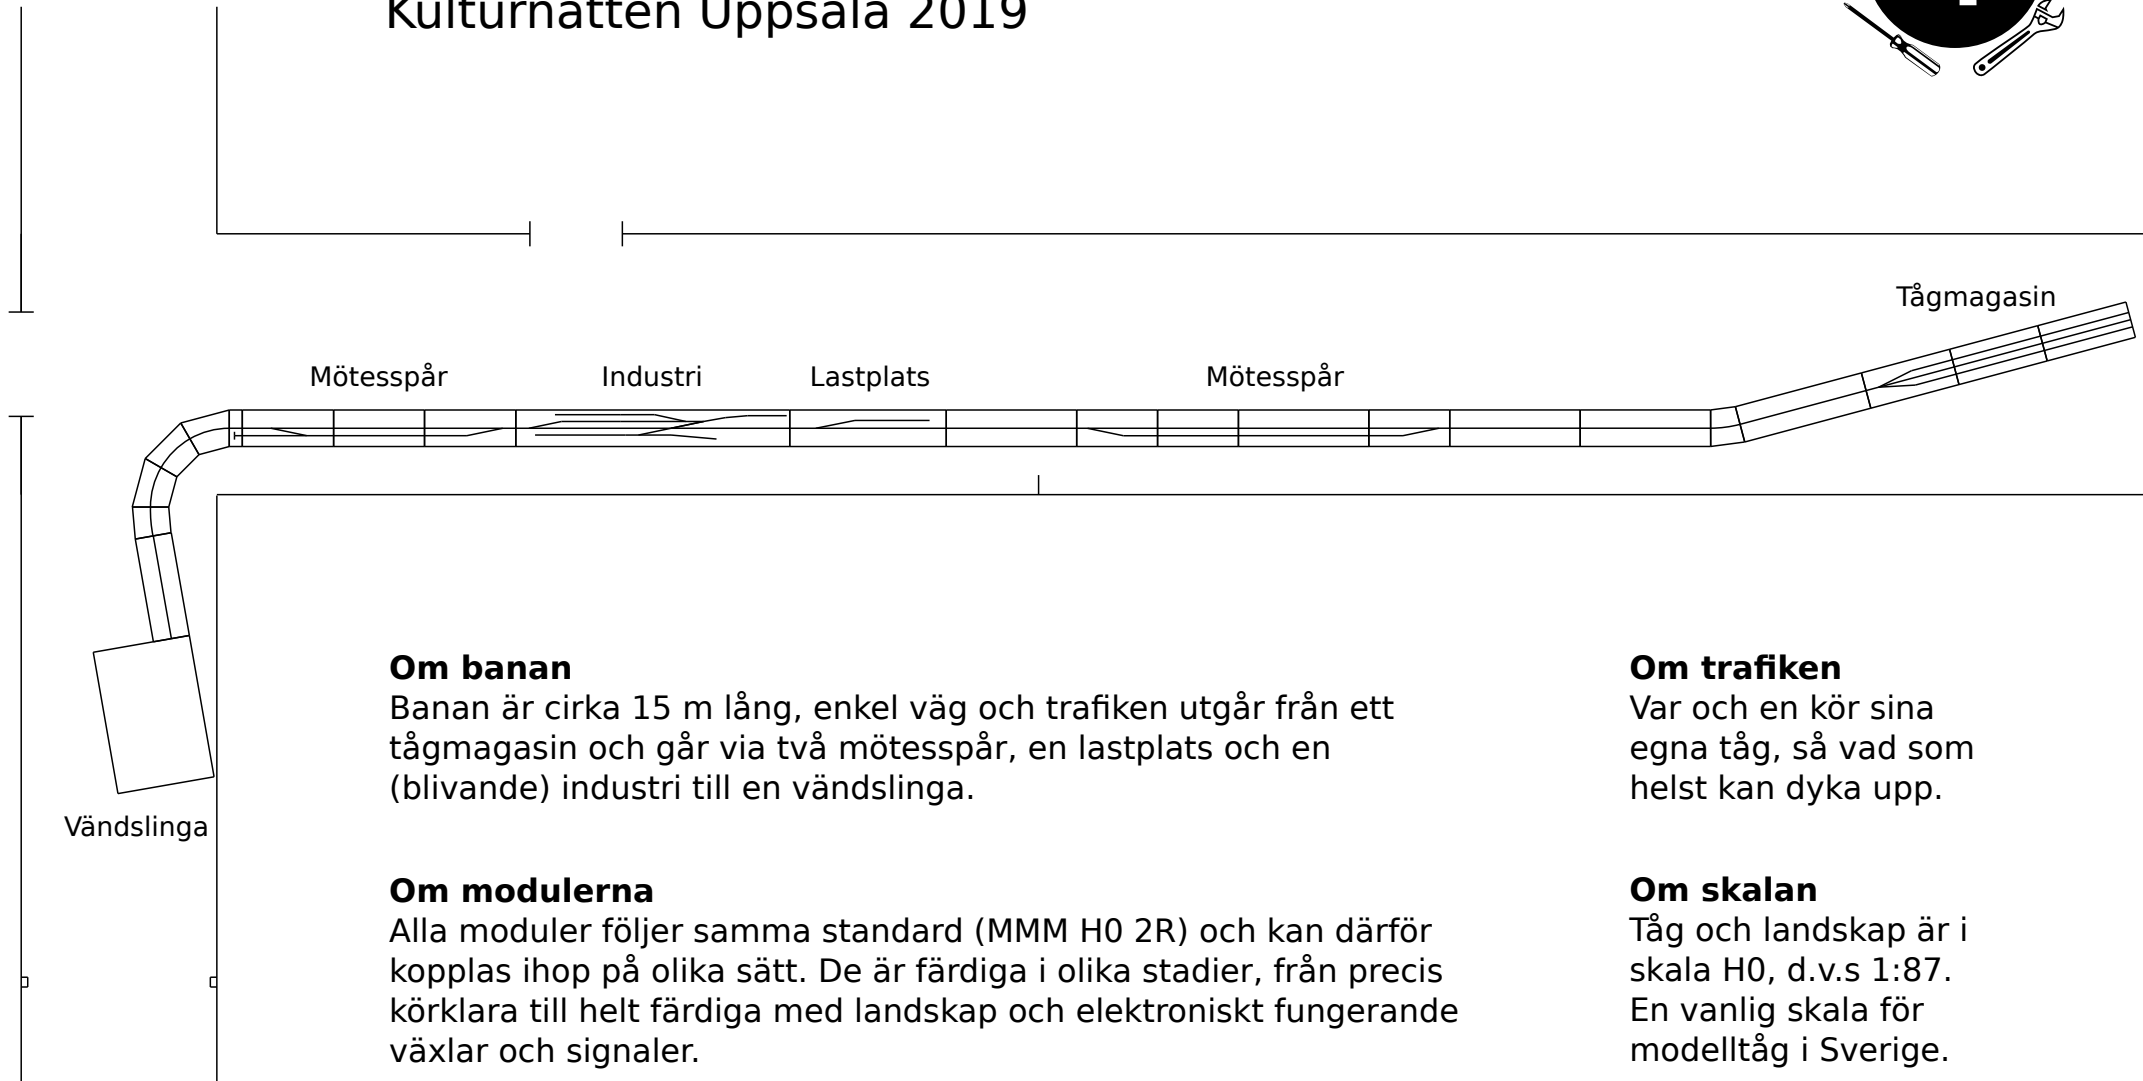 Kulturnatten Uppsala 2019
Tågmagasin
Mötesspår
Industri
Lastplats
Mötesspår
Vändslinga
Om banan
Banan är cirka 15 m lång, enkel väg och trafiken utgår från ett
tågmagasin och går via två mötesspår, en lastplats och en
(blivande) industri till en vändslinga.
Om modulerna
Alla moduler följer samma standard (MMM H0 2R) och kan därför
kopplas ihop på olika sätt. De är färdiga i olika stadier, från precis
körklara till helt färdiga med landskap och elektroniskt fungerande
växlar och signaler.
Om trafiken
Var och en kör sina
egna tåg, så vad som
helst kan dyka upp.
Om skalan
Tåg och landskap är i
skala H0, d.v.s 1:87.
En vanlig skala för
modelltåg i Sverige.